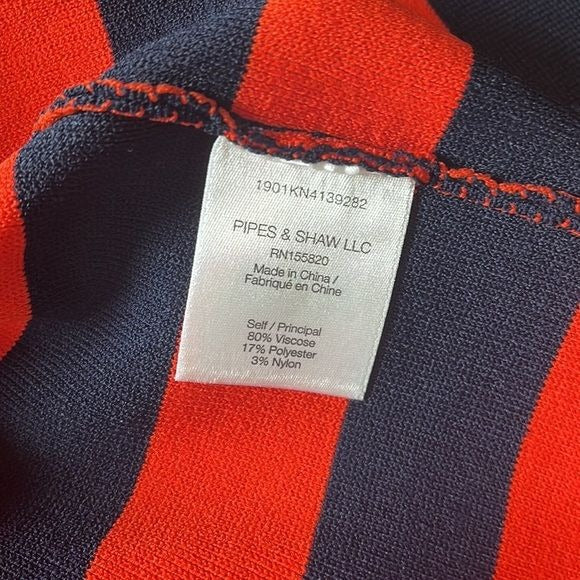 1901KN4139282
PIPES & SHAW LLC
RN155820
Made in China /
Fabriqué en Chine
Self / Principal
80% Viscose
17% Polyester
3% Nylon